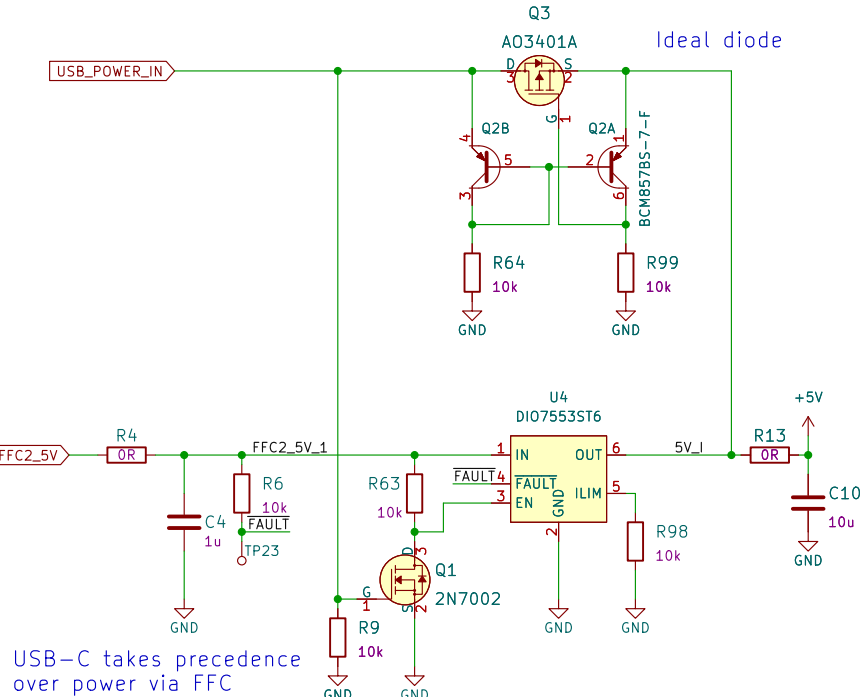 Q3
AO3401A
Ideal diode
USB_POWER_IN
D
S
3
2
G
1
Q2B
Q2A
4
1
5
2
3
6
BCM857BS-7-F
R64
10k
R99
10k
GND
GND
U4
DIO7553ST6
+5V
FFC2_5V
R4
0R
FFC2_5V_1
1
IN
OUT
6
5V_I
R13
0R
R6
10k
FAULT
TP23
R63
10k
FAULT
4
FAULT
3
EN
GND
ILIM
5
2
C4
1u
R98
10k
C10
10u
GND
D
3
Q1
2N7002
G
1
S
2
R9
10k
GND
GND
GND
GND
GND
USB-C takes precedence
over power via FFC